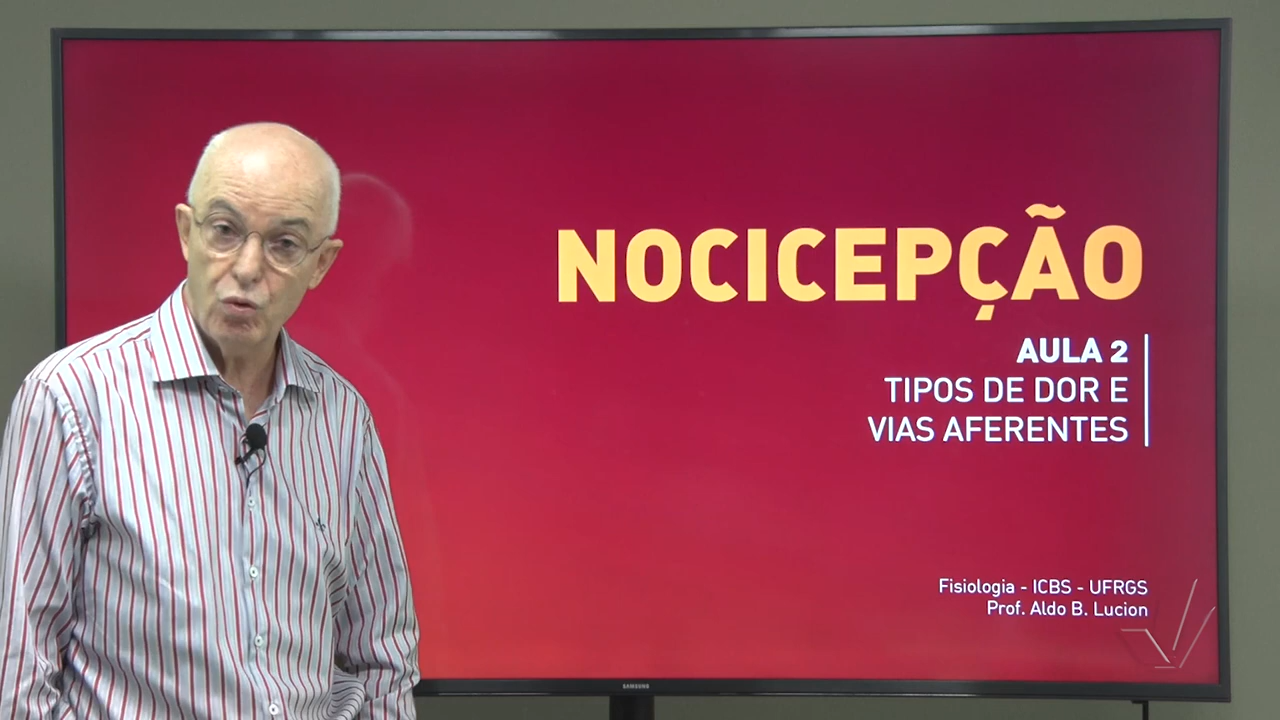 NOCICEPÇÃO
AULA 2
TIPOS DE DOR E
VIAS AFERENTES
Fisiologia - ICBS - UFRGS
Prof. Aldo B. Lucion
SAMSUNG